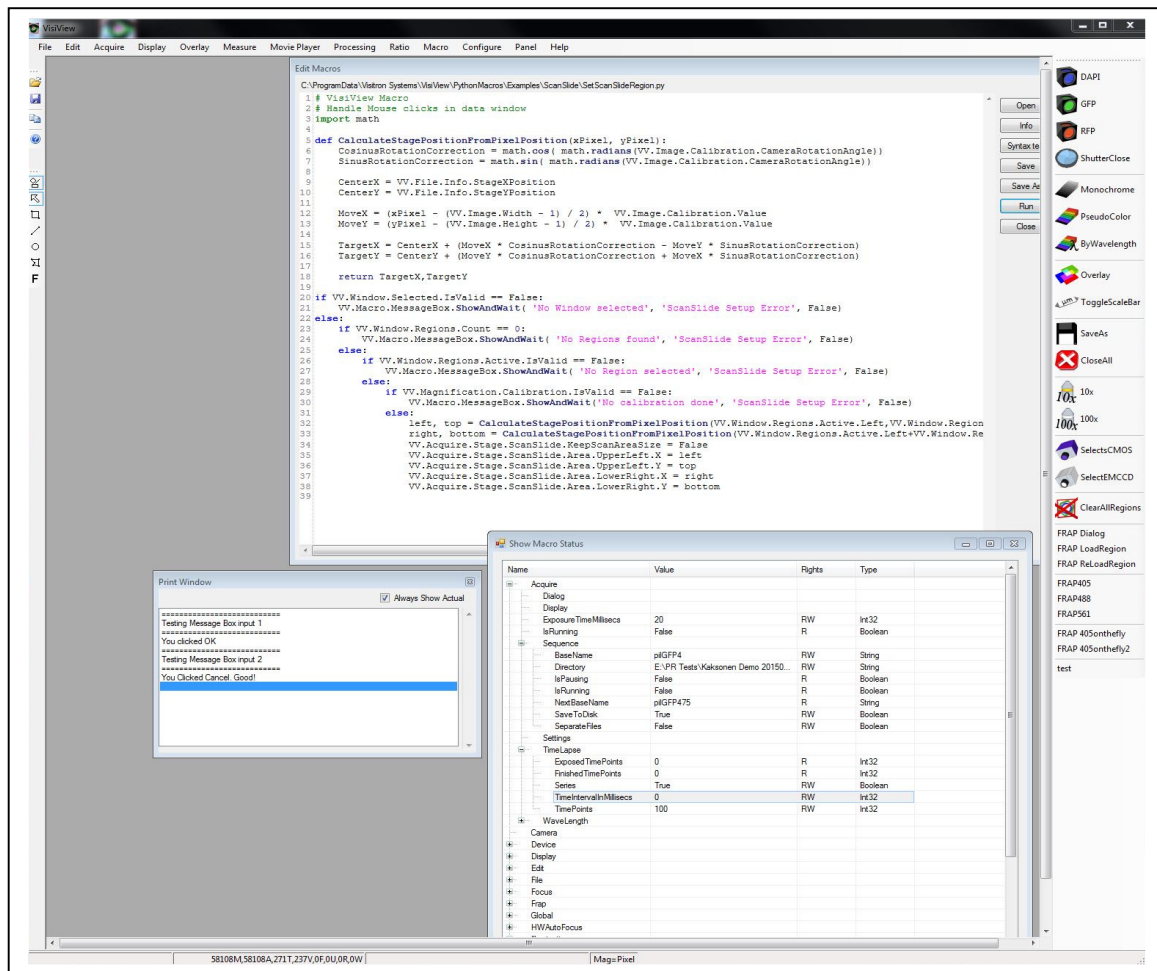 VisiView
File Edit Acquire Display Overlay Measure Movie Player Processing Ratio Macro Configure Panel Help
Edit Macros
C:\ProgramData\Visitron Systems\VisiView\PythonMacros\Examples\ScanSlide\SetScanSlideRegion.py
1 # VisiView Macro
2 # Handle Mouse clicks in data window
3 import math
4
5 def CalculateStagePositionFromPixelPosition(xPixel, yPixel):
6 CosinusRotationCorrection = math.cos( math.radians(VV.Image.Calibration.CameraRotationAngle))
7 SinusRotationCorrection = math.sin( math.radians(VV.Image.Calibration.CameraRotationAngle))
8
9 CenterX = VV.File.Info.StageXPosition
10 CenterY = VV.File.Info.StageYPosition
11
12 MoveX = (xPixel - (VV.Image.Width - 1) / 2) * VV.Image.Calibration.Value
13 MoveY = (yPixel - (VV.Image.Height - 1) / 2) * VV.Image.Calibration.Value
14
15 TargetX = CenterX + (MoveX * CosinusRotationCorrection - MoveY * SinusRotationCorrection)
16 TargetY = CenterY + (MoveY * CosinusRotationCorrection + MoveX * SinusRotationCorrection)
17
18 return TargetX,TargetY
19
20 if VV.Window.Selected.IsValid == False:
21 VV.Macro.MessageBox.ShowAndWait( 'No Window selected', 'ScanSlide Setup Error', False)
22 else:
23 if VV.Window.Regions.Count == 0:
24 VV.Macro.MessageBox.ShowAndWait( 'No Regions found', 'ScanSlide Setup Error', False)
25 else:
26 if VV.Window.Regions.Active.IsValid == False:
27 VV.Macro.MessageBox.ShowAndWait( 'No Region selected', 'ScanSlide Setup Error', False)
28 else:
29 if VV.Magnification.Calibration.IsValid == False:
30 VV.Macro.MessageBox.ShowAndWait('No calibration done', 'ScanSlide Setup Error', False)
31 else:
32 left, top = CalculateStagePositionFromPixelPosition(VV.Window.Regions.Active.Left,VV.Window.Region
33 right, bottom = CalculateStagePositionFromPixelPosition(VV.Window.Regions.Active.Left+VV.Window.Re
34 VV.Acquire.Stage.ScanSlide.KeepScanAreaSize = False
35 VV.Acquire.Stage.ScanSlide.Area.UpperLeft.X = left
36 VV.Acquire.Stage.ScanSlide.Area.UpperLeft.Y = top
37 VV.Acquire.Stage.ScanSlide.Area.LowerRight.X = right
38 VV.Acquire.Stage.ScanSlide.Area.LowerRight.Y = bottom
39
Open
Info
Syntax te
Save
Save As
Run
Close
F
Print Window
Always Show Actual
===========================
Testing Message Box input 1
===========================
You clicked OK
===========================
Testing Message Box input 2
===========================
You Clicked Cancel. Good!
Show Macro Status
Name Value Rights Type
Acquire
Dialog
Display
ExposureTimeMillisecs 20 RW Int32
IsRunning False R Boolean
Sequence
BaseName pilGFP4 RW String
Directory E:\PR Tests\Kaksonen Demo 20150... RW String
IsPausing False R Boolean
IsRunning False R Boolean
NextBaseName pilGFP475 R String
SaveToDisk True RW Boolean
SeparateFiles False RW Boolean
Settings
TimeLapse
ExposedTimePoints 0 R Int32
FinishedTimePoints 0 R Int32
Series True RW Boolean
TimeIntervalInMillisecs 0 RW Int32
TimePoints 100 RW Int32
WaveLength
Camera
Device
Display
Edit
File
Focus
Frap
Global
HWAutoFocus
DAPI
GFP
RFP
ShutterClose
Monochrome
PseudoColor
ByWavelength
Overlay
µm ToggleScaleBar
SaveAs
CloseAll
10x 10x
100x 100x
SelectsCMOS
SelectEMCCD
ClearAllRegions
FRAP Dialog
FRAP LoadRegion
FRAP ReLoadRegion
FRAP405
FRAP488
FRAP561
FRAP 405onthefly
FRAP 405onthefly2
test
58108M,58108A,271T,237V,0F,0U,0R,0W
Mag=Pixel